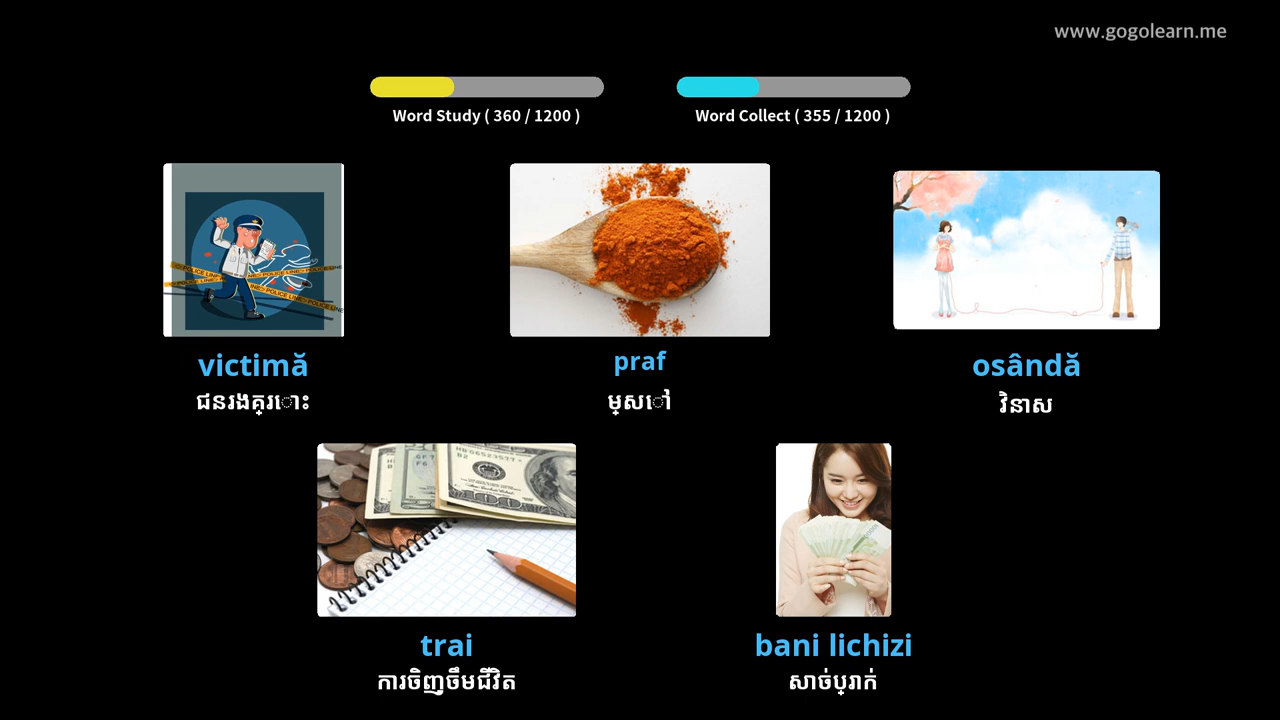 www.gogolearn.me
Word Study ( 360 / 1200 )
Word Collect ( 355 / 1200 )
victimă
ជនរងគ្រោះ
praf
ម្សៅ
osândă
វិនាស
trai
ការចិញ្ចឹមជីវិត
bani lichizi
សាច់ប្រាក់